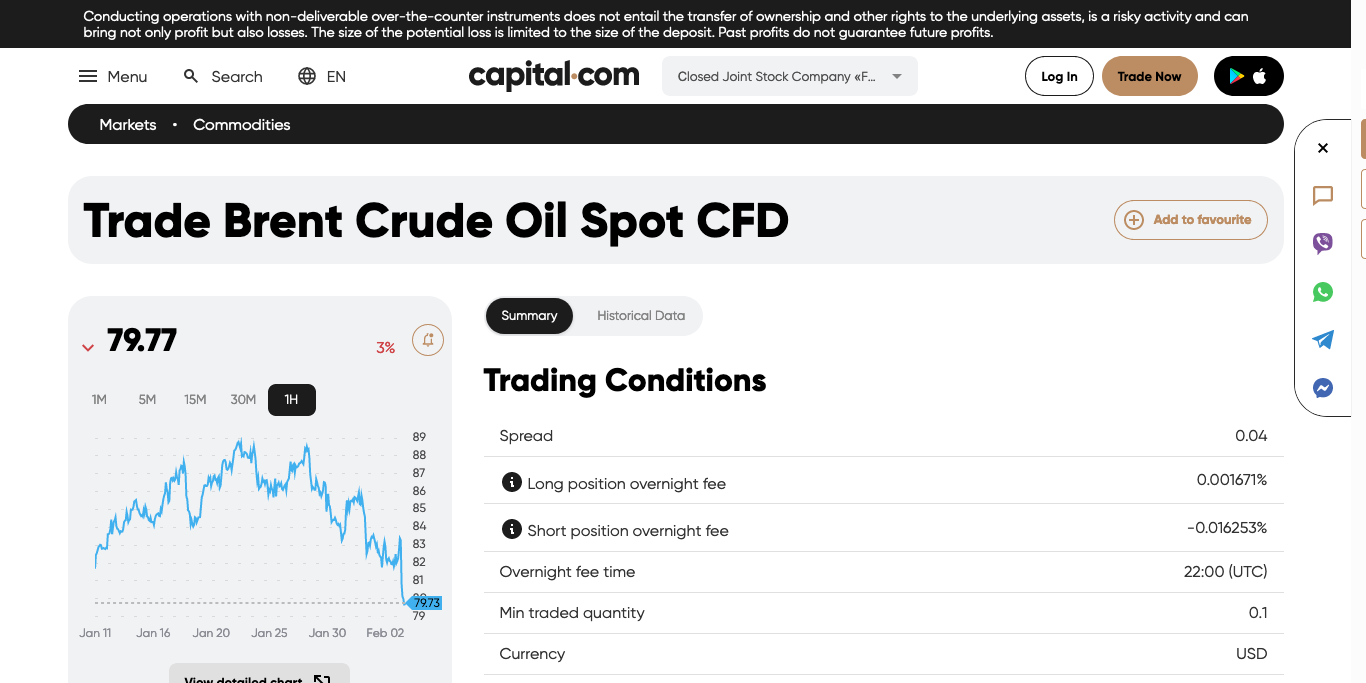 Conducting operations with non-deliverable over-the-counter instruments does not entail the transfer of ownership and other rights to the underlying assets, is a risky activity and can
bring not only profit but also losses. The size of the potential loss is limited to the size of the deposit. Past profits do not guarantee future profits.
Menu Search EN capital.com Closed Joint Stock Company «F... Log In Trade Now
Markets • Commodities
Trade Brent Crude Oil Spot CFD
Add to favourite
79.77 3%
1M 5M 15M 30M 1H
89
88
87
86
85
84
83
82
81
79.73
79
Jan 11 Jan 16 Jan 20 Jan 25 Jan 30 Feb 02
View detailed chart
Summary Historical Data
Trading Conditions
Spread 0.04
Long position overnight fee 0.001671%
Short position overnight fee -0.016253%
Overnight fee time 22:00 (UTC)
Min traded quantity 0.1
Currency USD